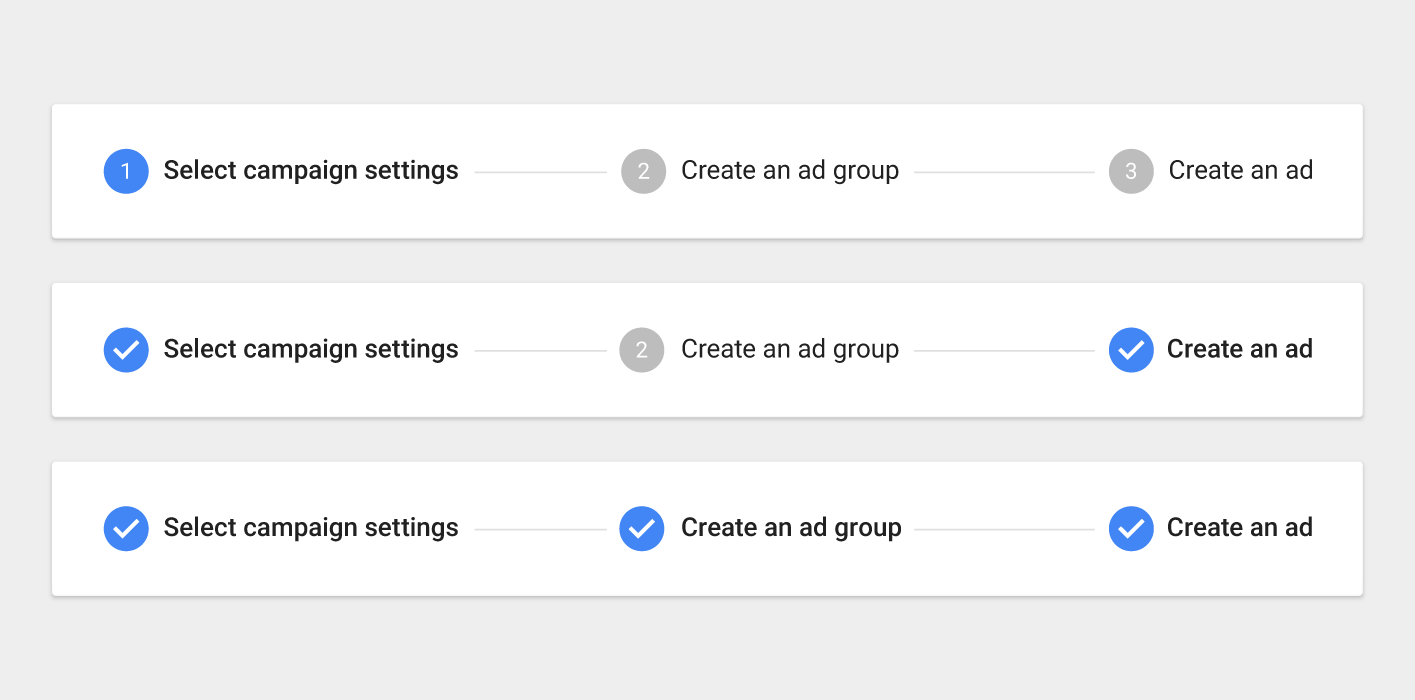 1 Select campaign settings 2 Create an ad group 3 Create an ad
Select campaign settings 2 Create an ad group Create an ad
Select campaign settings Create an ad group Create an ad